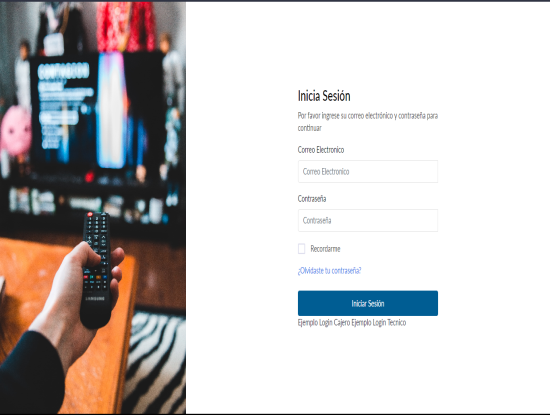 Inicia Sesión
Por favor ingrese su correo electrónico y contraseña para
continuar
Correo Electronico
Correo Electronico
Contraseña
Contraseña
Recordarme
¿Olvidaste tu contraseña?
Iniciar Sesión
Ejemplo Login Cajero Ejemplo Login Tecnico
SAMSUNG